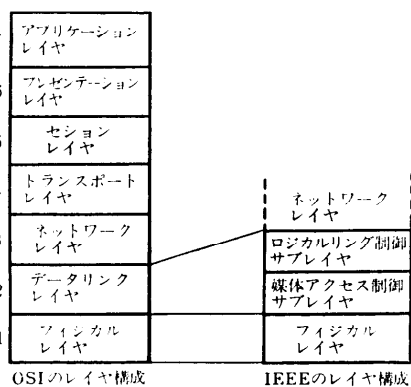 アプリケーション
レイヤ
プレゼンテーション
レイヤ
セション
レイヤ
トランスポート
レイヤ
ネットワーク
レイヤ
データリンク
レイヤ
フィジカル
レイヤ
OSIのレイヤ構成
ネットワーク
レイヤ
ロジカルリング制御
サブレイヤ
媒体アクセス制御
サブレイヤ
フィジカル
レイヤ
IEEEのレイヤ構成